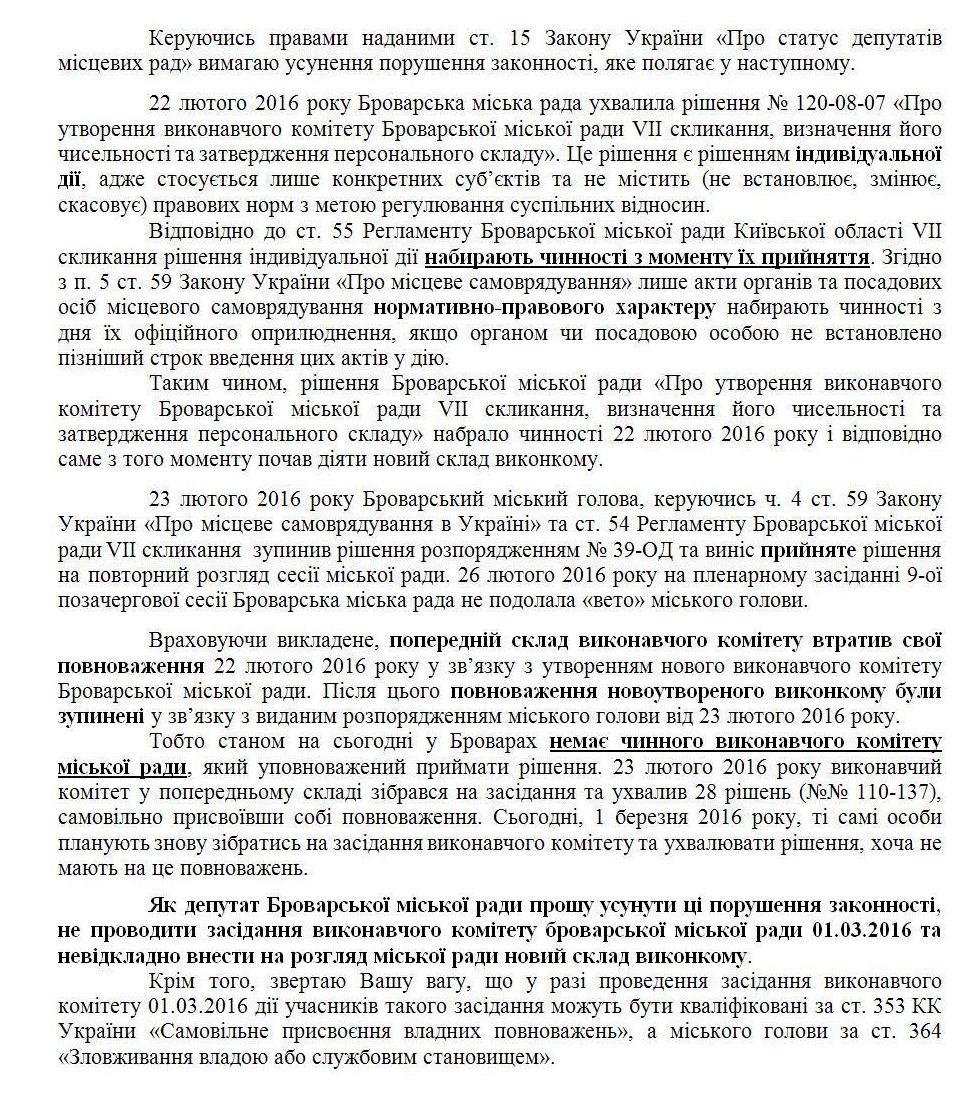 Керуючись правами наданими ст. 15 Закону України «Про статус депутатів
місцевих рад» вимагаю усунення порушення законності, яке полягає у наступному.
22 лютого 2016 року Броварська міська рада ухвалила рішення № 120-08-07 «Про
утворення виконавчого комітету Броварської міської ради VII скликання, визначення його
чисельності та затвердження персонального складу». Це рішення є рішенням індивідуальної
дії, адже стосується лише конкретних суб’єктів та не містить (не встановлює, змінює,
скасовує) правових норм з метою регулювання суспільних відносин.
Відповідно до ст. 55 Регламенту Броварської міської ради Київської області VII
скликання рішення індивідуальної дії набирають чинності з моменту їх прийняття. Згідно
з п. 5 ст. 59 Закону України «Про місцеве самоврядування» лише акти органів та посадових
осіб місцевого самоврядування нормативно-правового характеру набирають чинності з
дня їх офіційного оприлюднення, якщо органом чи посадовою особою не встановлено
пізніший строк введення цих актів у дію.
Таким чином, рішення Броварської міської ради «Про утворення виконавчого
комітету Броварської міської ради VII скликання, визначення його чисельності та
затвердження персонального складу» набрало чинності 22 лютого 2016 року і відповідно
саме з того моменту почав діяти новий склад виконкому.
23 лютого 2016 року Броварський міський голова, керуючись ч. 4 ст. 59 Закону
України «Про місцеве самоврядування в Україні» та ст. 54 Регламенту Броварської міської
ради VII скликання зупинив рішення розпорядженням № 39-ОД та виніс прийняте рішення
на повторний розгляд сесії міської ради. 26 лютого 2016 року на пленарному засіданні 9-ої
позачергової сесії Броварська міська рада не подолала «вето» міського голови.
Враховуючи викладене, попередній склад виконавчого комітету втратив свої
повноваження 22 лютого 2016 року у зв’язку з утворенням нового виконавчого комітету
Броварської міської ради. Після цього повноваження новоутвореного виконкому були
зупинені у зв’язку з виданим розпорядженням міського голови від 23 лютого 2016 року.
Тобто станом на сьогодні у Броварах немає чинного виконавчого комітету
міської ради, який уповноважений приймати рішення. 23 лютого 2016 року виконавчий
комітет у попередньому складі зібрався на засідання та ухвалив 28 рішень (№№ 110-137),
самовільно присвоївши собі повноваження. Сьогодні, 1 березня 2016 року, ті самі особи
планують знову зібратись на засідання виконавчого комітету та ухвалювати рішення, хоча не
мають на це повноважень.
Як депутат Броварської міської ради прошу усунути ці порушення законності,
не проводити засідання виконавчого комітету броварської міської ради 01.03.2016 та
невідкладно внести на розгляд міської ради новий склад виконкому.
Крім того, звертаю Вашу вагу, що у разі проведення засідання виконавчого
комітету 01.03.2016 дії учасників такого засідання можуть бути кваліфіковані за ст. 353 КК
України «Самовільне присвоєння владних повноважень», а міського голови за ст. 364
«Зловживання владою або службовим становищем».